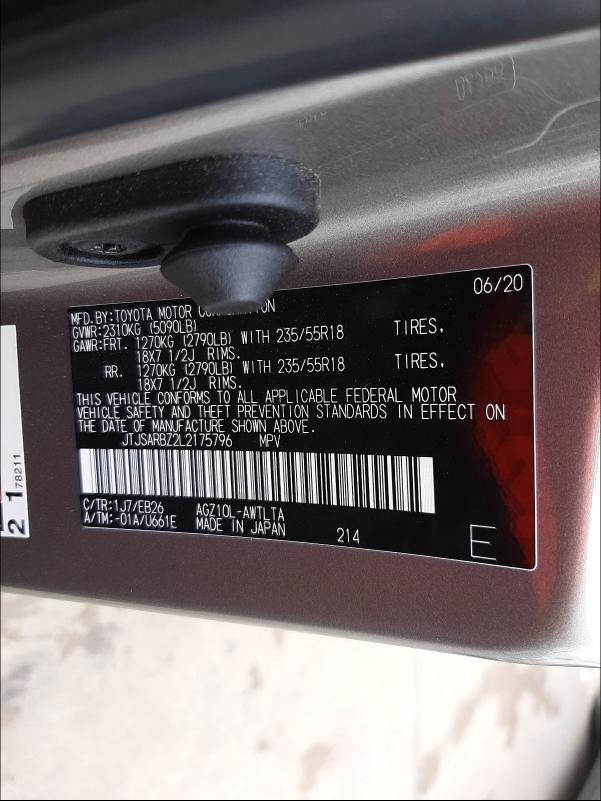 06/20
MFD.BY:TOYOTA MOTOR
GVWR:2310KG (5090LB)
GAWR:FRT. 1270KG (2790LB) WITH 235/55R18 TIRES,
18X7 1/2J RIMS.
RR. 1270KG (2790LB) WITH 235/55R18 TIRES,
18X7 1/2J RIMS.
THIS VEHICLE CONFORMS TO ALL APPLICABLE FEDERAL MOTOR
VEHICLE SAFETY AND THEFT PREVENTION STANDARDS IN EFFECT ON
THE DATE OF MANUFACTURE SHOWN ABOVE.
JTJSARBZ2L2175796 MPV
C/TR:1J7/EB26 AGZ10L-AWTLTA
A/TM:-01A/U661E MADE IN JAPAN 214
E
21
78211